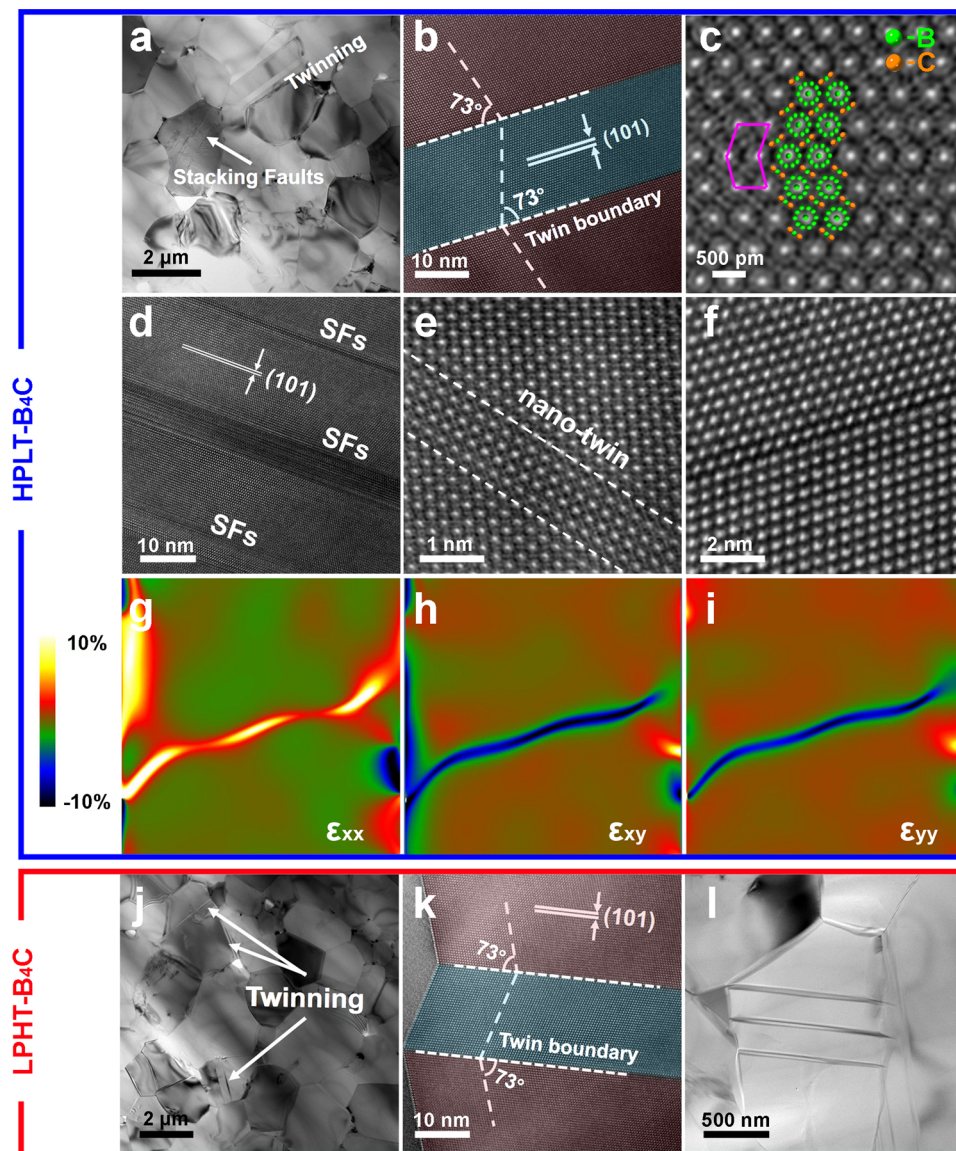 HPLT-B₄C
a
Twinning
Stacking Faults
2 μm
b
73°
(101)
73°
Twin boundary
10 nm
c
-B
-C
500 pm
d
SFs
(101)
SFs
SFs
10 nm
e
nano-twin
1 nm
f
2 nm
10%
-10%
g
εxx
h
εxy
i
εyy
LPHT-B₄C
j
Twinning
2 μm
k
(101)
73°
Twin boundary
73°
10 nm
l
500 nm